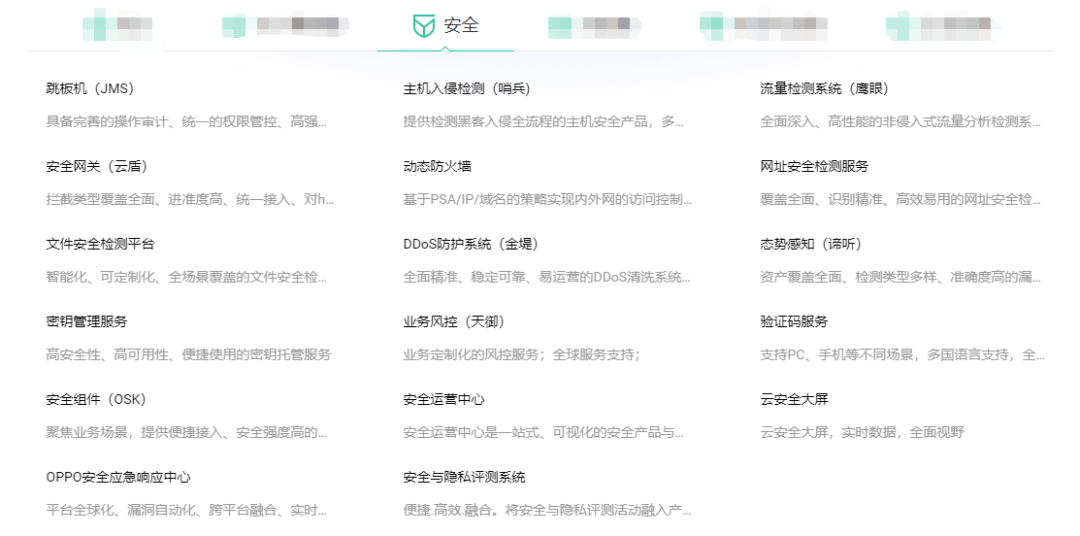 安全
跳板机（JMS）
具备完善的操作审计、统一的权限管控、高强...
主机入侵检测（哨兵）
提供检测黑客入侵全流程的主机安全产品，多...
流量检测系统（鹰眼）
全面深入、高性能的非侵入式流量分析检测系...
安全网关（云盾）
拦截类型覆盖全面、进准度高、统一接入、对h...
动态防火墙
基于PSA/IP/域名的策略实现内外网的访问控制...
网址安全检测服务
覆盖全面、识别精准、高效易用的网址安全检...
文件安全检测平台
智能化、可定制化、全场景覆盖的文件安全检...
DDoS防护系统（金堤）
全面精准、稳定可靠、易运营的DDoS清洗系统...
态势感知（谛听）
资产覆盖全面、检测类型多样、准确度高的漏...
密钥管理服务
高安全性、高可用性、便捷使用的密钥托管服务
业务风控（天御）
业务定制化的风控服务；全球服务支持；
验证码服务
支持PC、手机等不同场景，多国语言支持，全...
安全组件（OSK）
聚焦业务场景，提供便捷接入、安全强度高的...
安全运营中心
安全运营中心是一站式、可视化的安全产品与...
云安全大屏
云安全大屏，实时数据，全面视野
OPPO安全应急响应中心
平台全球化、漏洞自动化、跨平台融合、实时...
安全与隐私评测系统
便捷.高效.融合。将安全与隐私评测活动融入产...